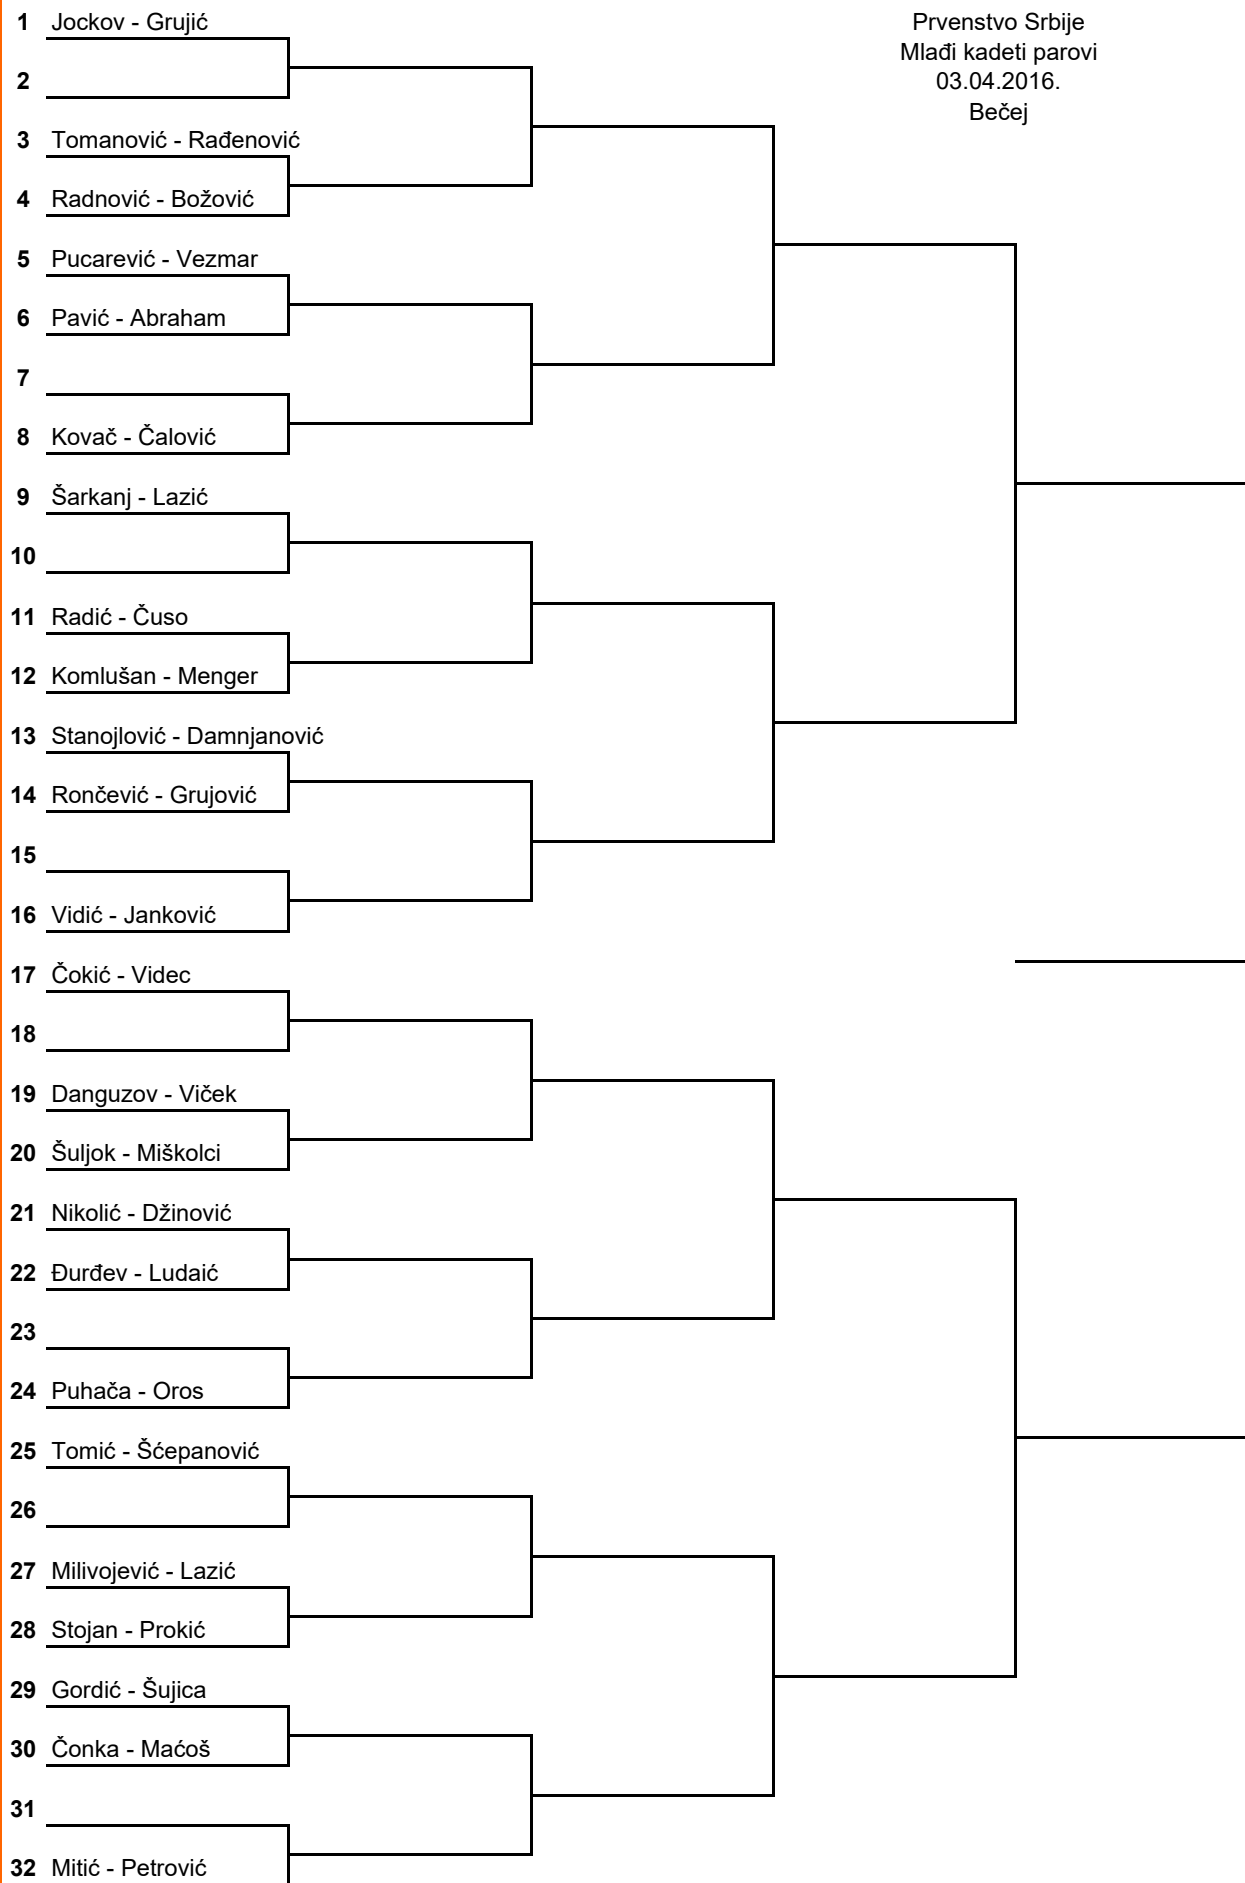 Prvenstvo Srbije
Mlađi kadeti parovi
03.04.2016.
Bečej
1 Jockov - Grujić
2
3 Tomanović - Rađenović
4 Radnović - Božović
5 Pucarević - Vezmar
6 Pavić - Abraham
7
8 Kovač - Čalović
9 Šarkanj - Lazić
10
11 Radić - Čuso
12 Komlušan - Menger
13 Stanojlović - Damnjanović
14 Rončević - Grujović
15
16 Vidić - Janković
17 Čokić - Videc
18
19 Danguzov - Viček
20 Šuljok - Miškolci
21 Nikolić - Džinović
22 Đurđev - Ludaić
23
24 Puhača - Oros
25 Tomić - Šćepanović
26
27 Milivojević - Lazić
28 Stojan - Prokić
29 Gordić - Šujica
30 Čonka - Maćoš
31
32 Mitić - Petrović